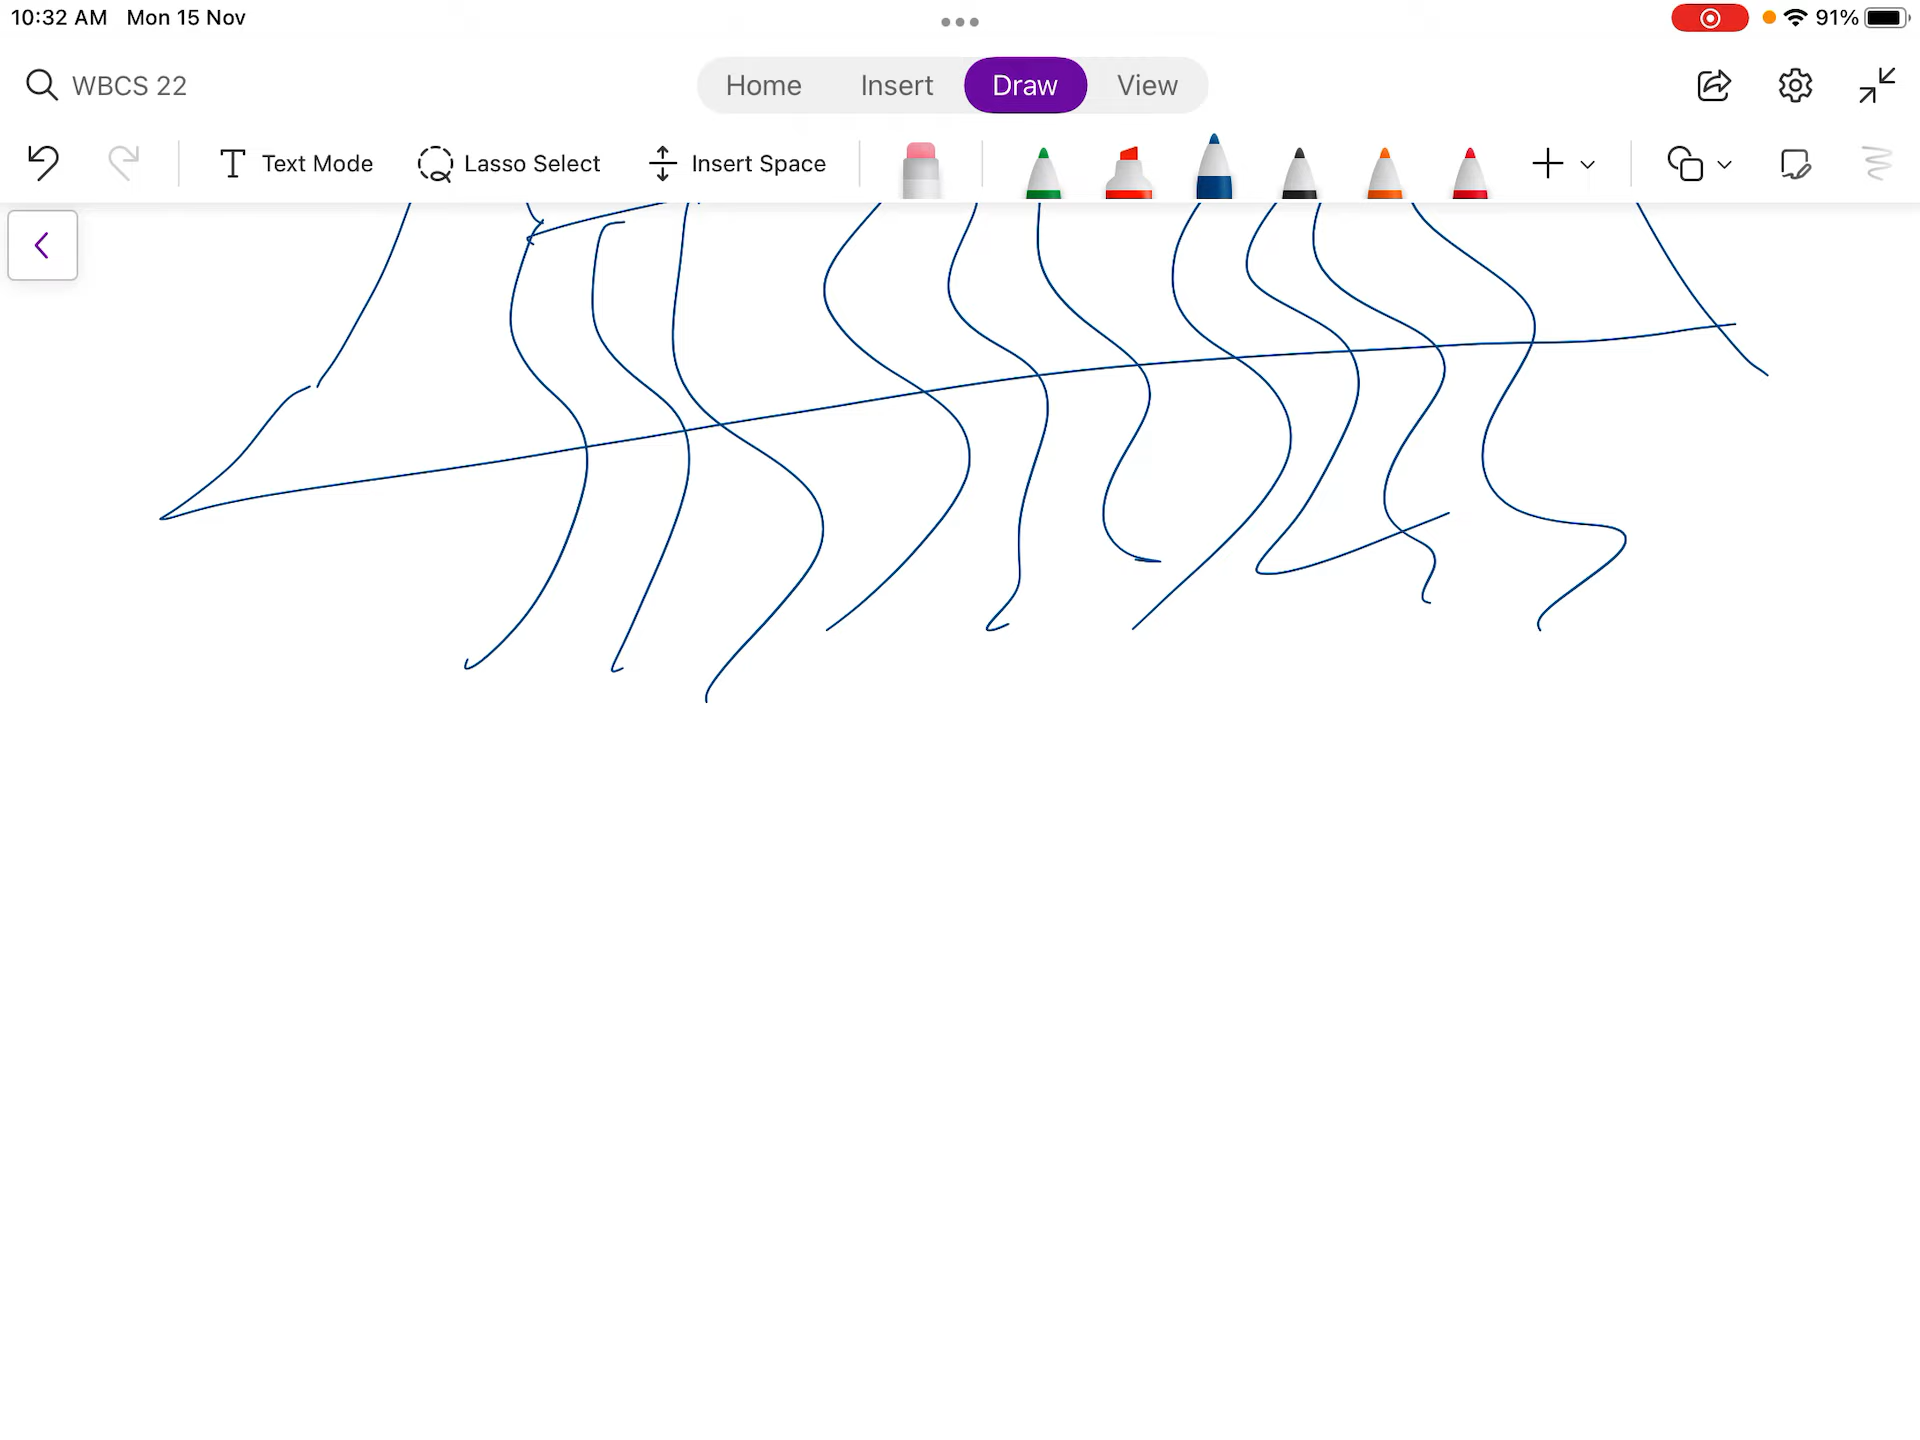 10:32 AM Mon 15 Nov
91%
WBCS 22
Home Insert Draw View
Text Mode Lasso Select Insert Space